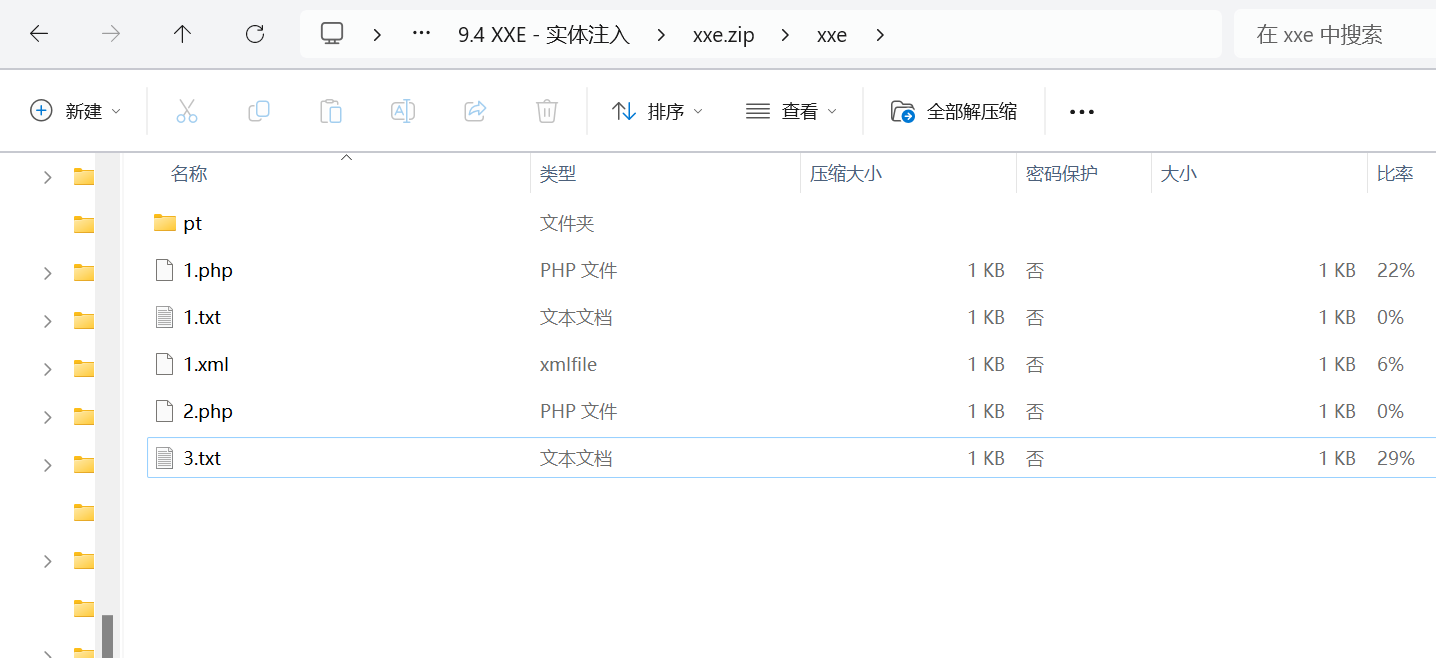 … 9.4 XXE - 实体注入 xxe.zip xxe 在 xxe 中搜索
新建 排序 查看 全部解压缩
名称 类型 压缩大小 密码保护 大小 比率
pt 文件夹
1.php PHP 文件 1 KB 否 1 KB 22%
1.txt 文本文档 1 KB 否 1 KB 0%
1.xml xmlfile 1 KB 否 1 KB 6%
2.php PHP 文件 1 KB 否 1 KB 0%
3.txt 文本文档 1 KB 否 1 KB 29%